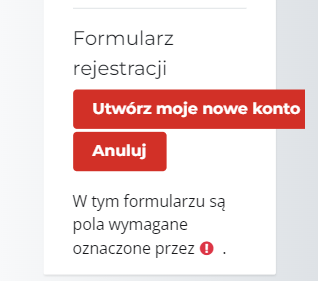 Formularz
rejestracji
Utwórz moje nowe konto
Anuluj
W tym formularzu są
pola wymagane
oznaczone przez .